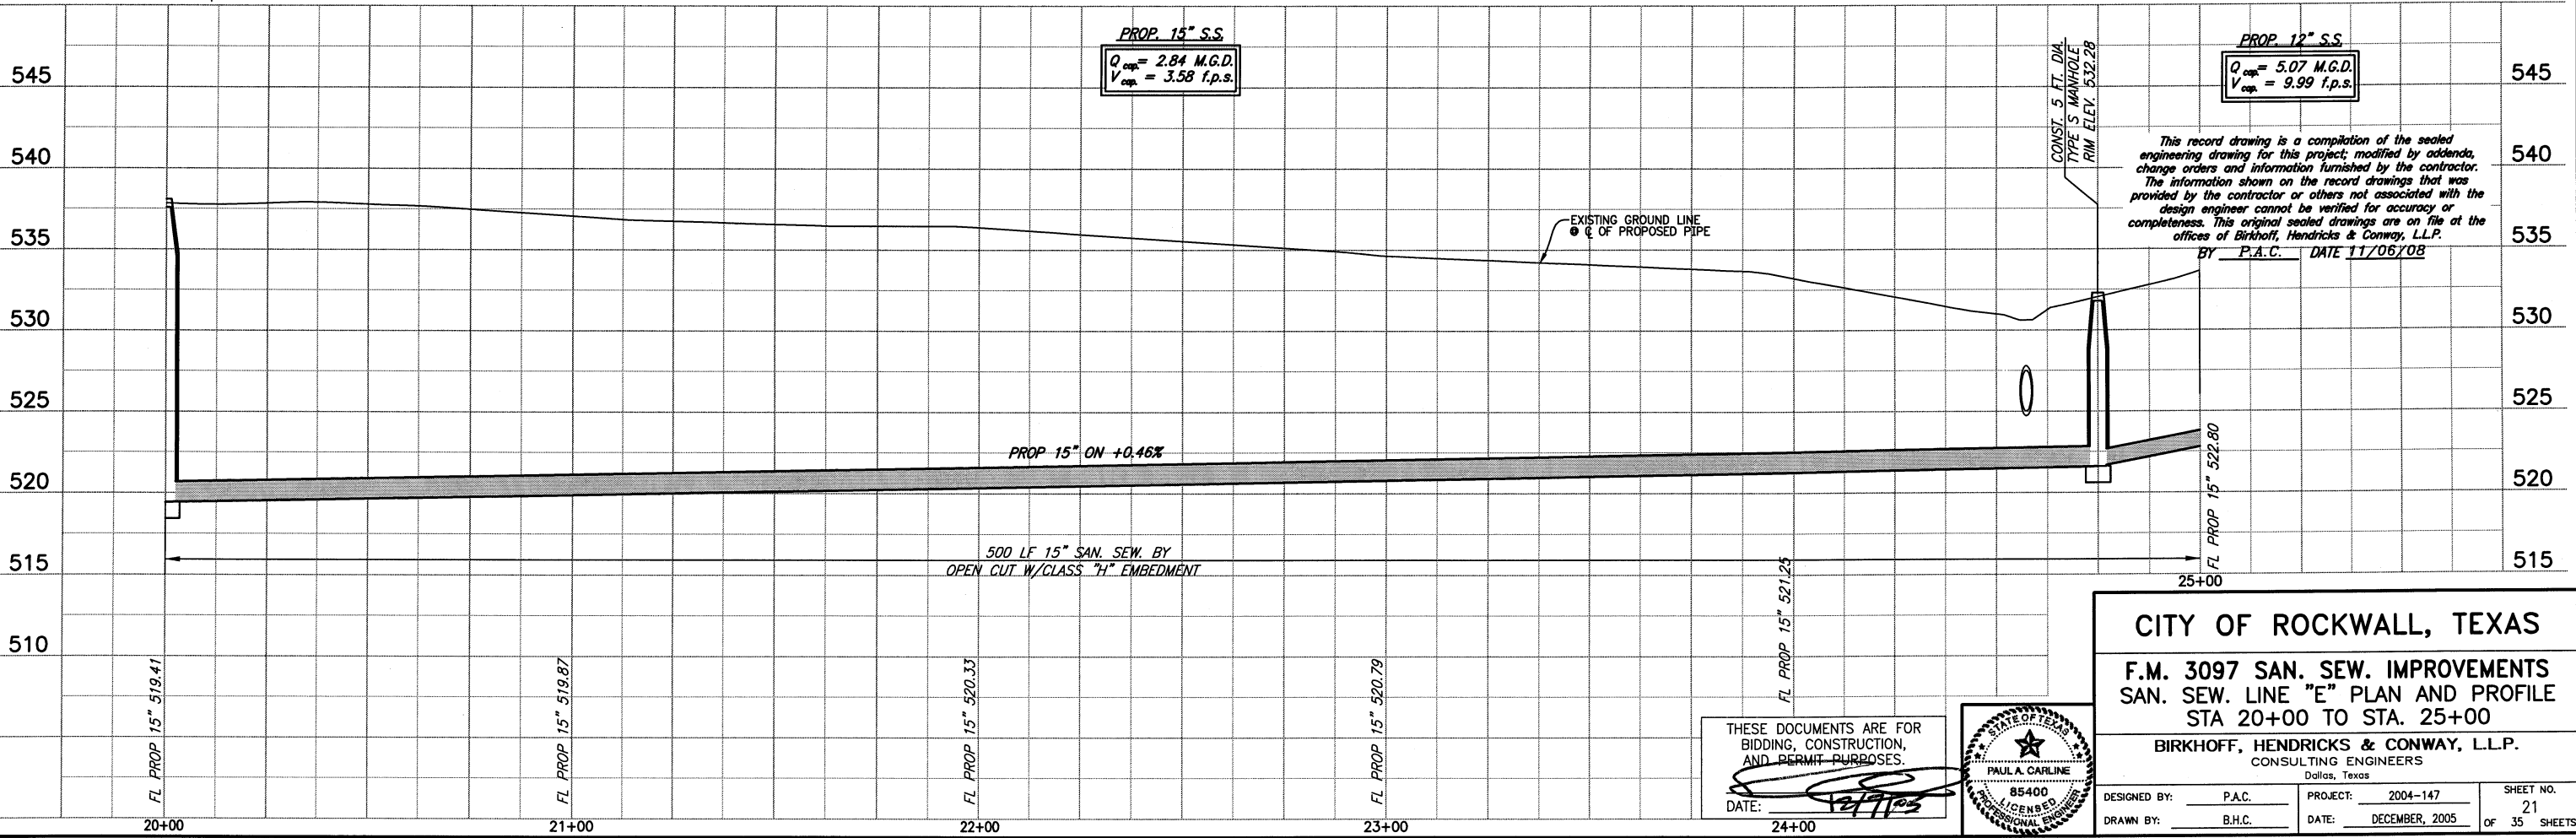 PROP. 15" S.S.
Q cap.= 2.84 M.G.D.
V cap. = 3.58 f.p.s.
CONST. 5 FT. DIA.
TYPE S MANHOLE
RIM ELEV. 532.28
PROP. 12" S.S.
Q cap.= 5.07 M.G.D.
V cap. = 9.99 f.p.s.
545
545
540
540
535
535
530
530
525
525
520
520
515
515
510
This record drawing is a compilation of the sealed
engineering drawing for this project; modified by addenda,
change orders and information furnished by the contractor.
The information shown on the record drawings that was
provided by the contractor or others not associated with the
design engineer cannot be verified for accuracy or
completeness. This original sealed drawings are on file at the
offices of Birkhoff, Hendricks & Conway, L.L.P.
BY P.A.C. DATE 11/06/08
EXISTING GROUND LINE
@ ℄ OF PROPOSED PIPE
PROP 15" ON +0.46%
500 LF 15" SAN. SEW. BY
OPEN CUT W/CLASS "H" EMBEDMENT
FL PROP 15" 519.41
FL PROP 15" 519.87
FL PROP 15" 520.33
FL PROP 15" 520.79
FL PROP 15" 521.25
FL PROP 15" 522.80
20+00
21+00
22+00
23+00
24+00
25+00
THESE DOCUMENTS ARE FOR
BIDDING, CONSTRUCTION,
AND PERMIT PURPOSES.
DATE: 12/9/05
STATE OF TEXAS
PAUL A. CARLINE
85400
LICENSED
PROFESSIONAL ENGINEER
CITY OF ROCKWALL, TEXAS
F.M. 3097 SAN. SEW. IMPROVEMENTS
SAN. SEW. LINE "E" PLAN AND PROFILE
STA 20+00 TO STA. 25+00
BIRKHOFF, HENDRICKS & CONWAY, L.L.P.
CONSULTING ENGINEERS
Dallas, Texas
DESIGNED BY: P.A.C.
DRAWN BY: B.H.C.
PROJECT: 2004-147
DATE: DECEMBER, 2005
SHEET NO.
21
OF 35 SHEETS